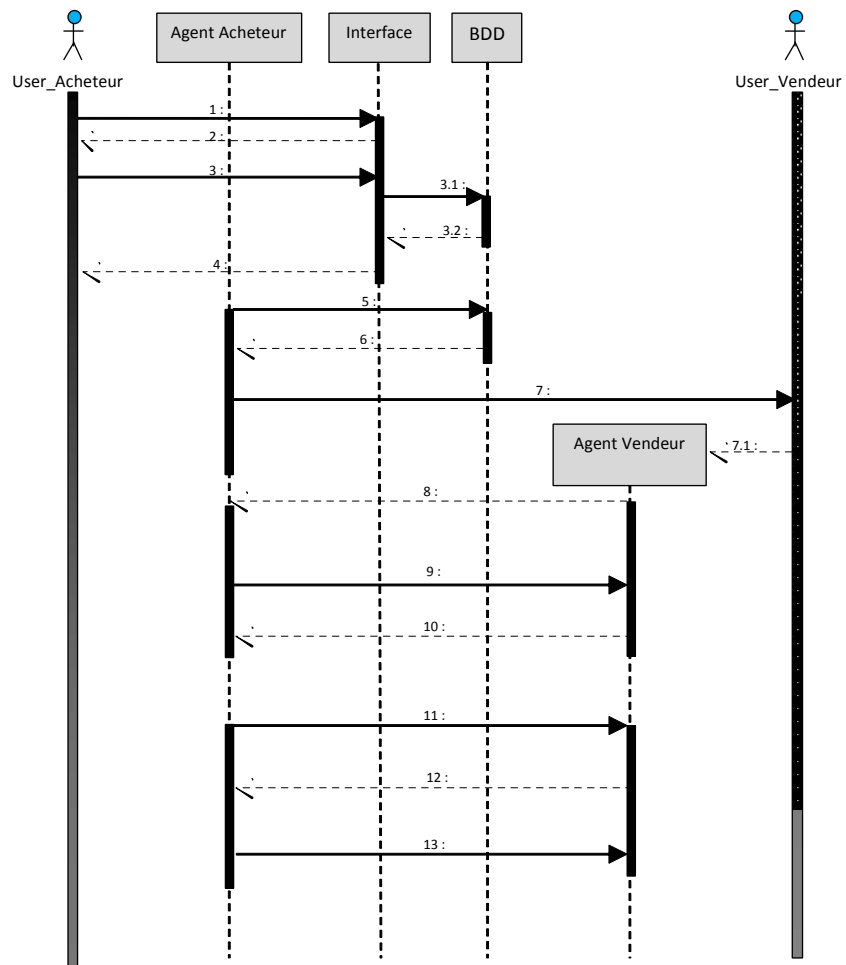 Agent Acheteur
Interface
BDD
User_Acheteur
User_Vendeur
1 :
2 :
3 :
3.1 :
3.2 :
4 :
5 :
6 :
7 :
Agent Vendeur
7.1 :
8 :
9 :
10 :
11 :
12 :
13 :